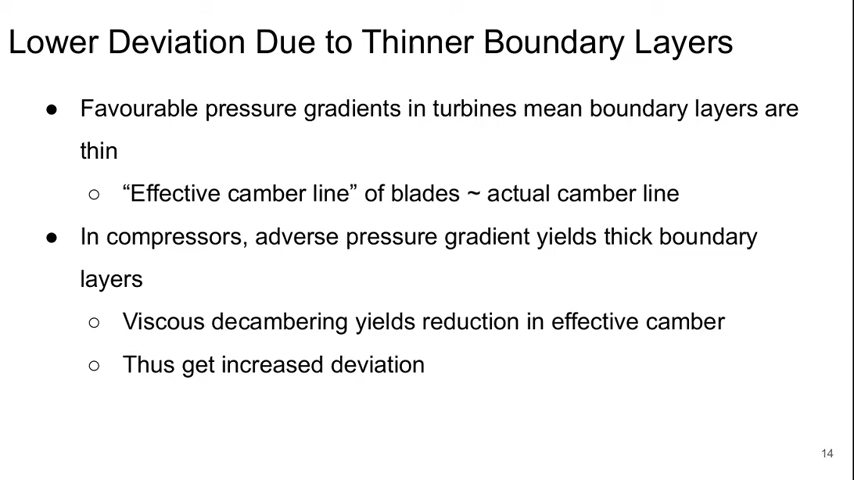 Lower Deviation Due to Thinner Boundary Layers
● Favourable pressure gradients in turbines mean boundary layers are
thin
○ “Effective camber line” of blades ~ actual camber line
● In compressors, adverse pressure gradient yields thick boundary
layers
○ Viscous decambering yields reduction in effective camber
○ Thus get increased deviation
14